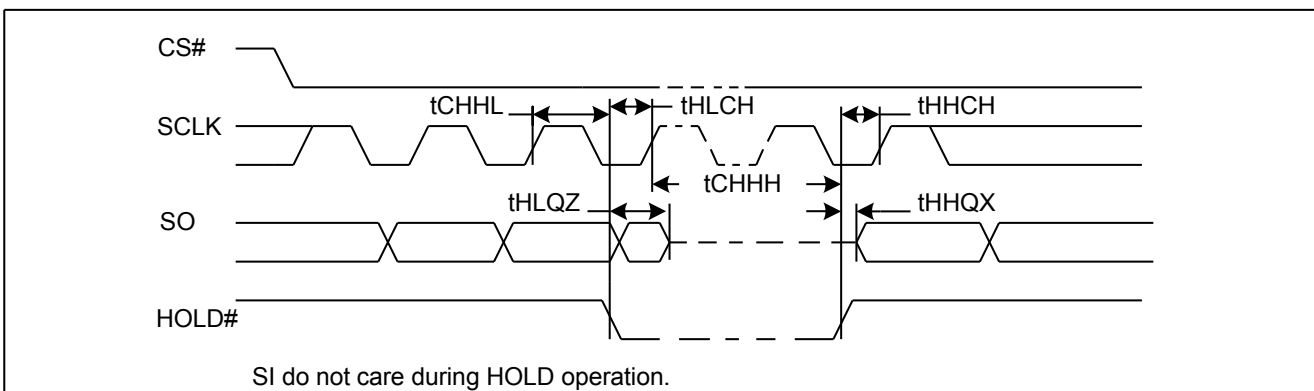 CS#
tCHHL tHLCH tHHCH
SCLK
tCHHH
tHLQZ tHHQX
SO
HOLD#
SI do not care during HOLD operation.